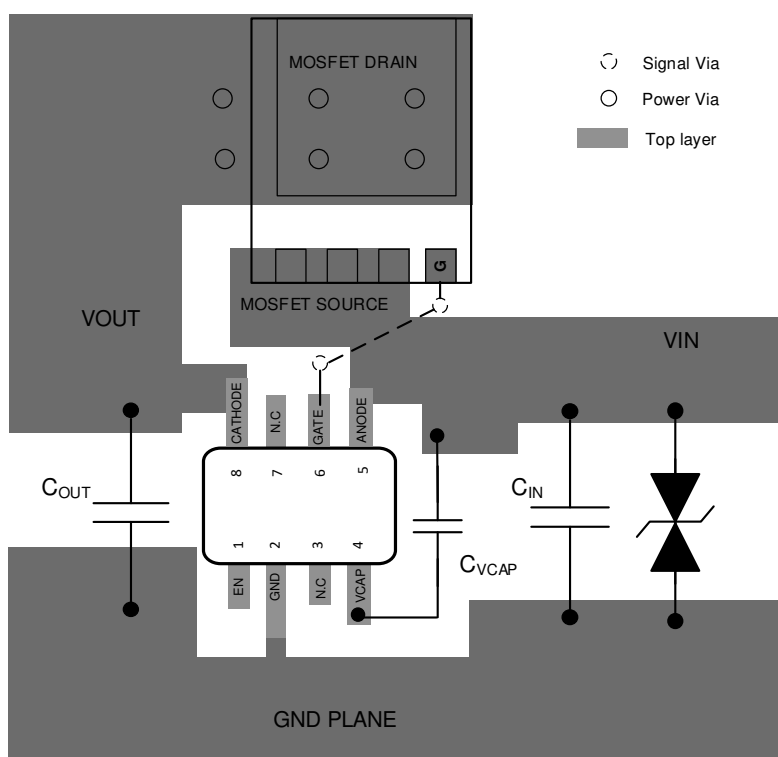 MOSFET DRAIN
Signal Via
Power Via
Top layer
G
MOSFET SOURCE
VOUT
VIN
CATHODE
N.C
GATE
ANODE
8
7
6
5
COUT
CIN
1
2
3
4
CVCAP
EN
GND
N.C
VCAP
GND PLANE